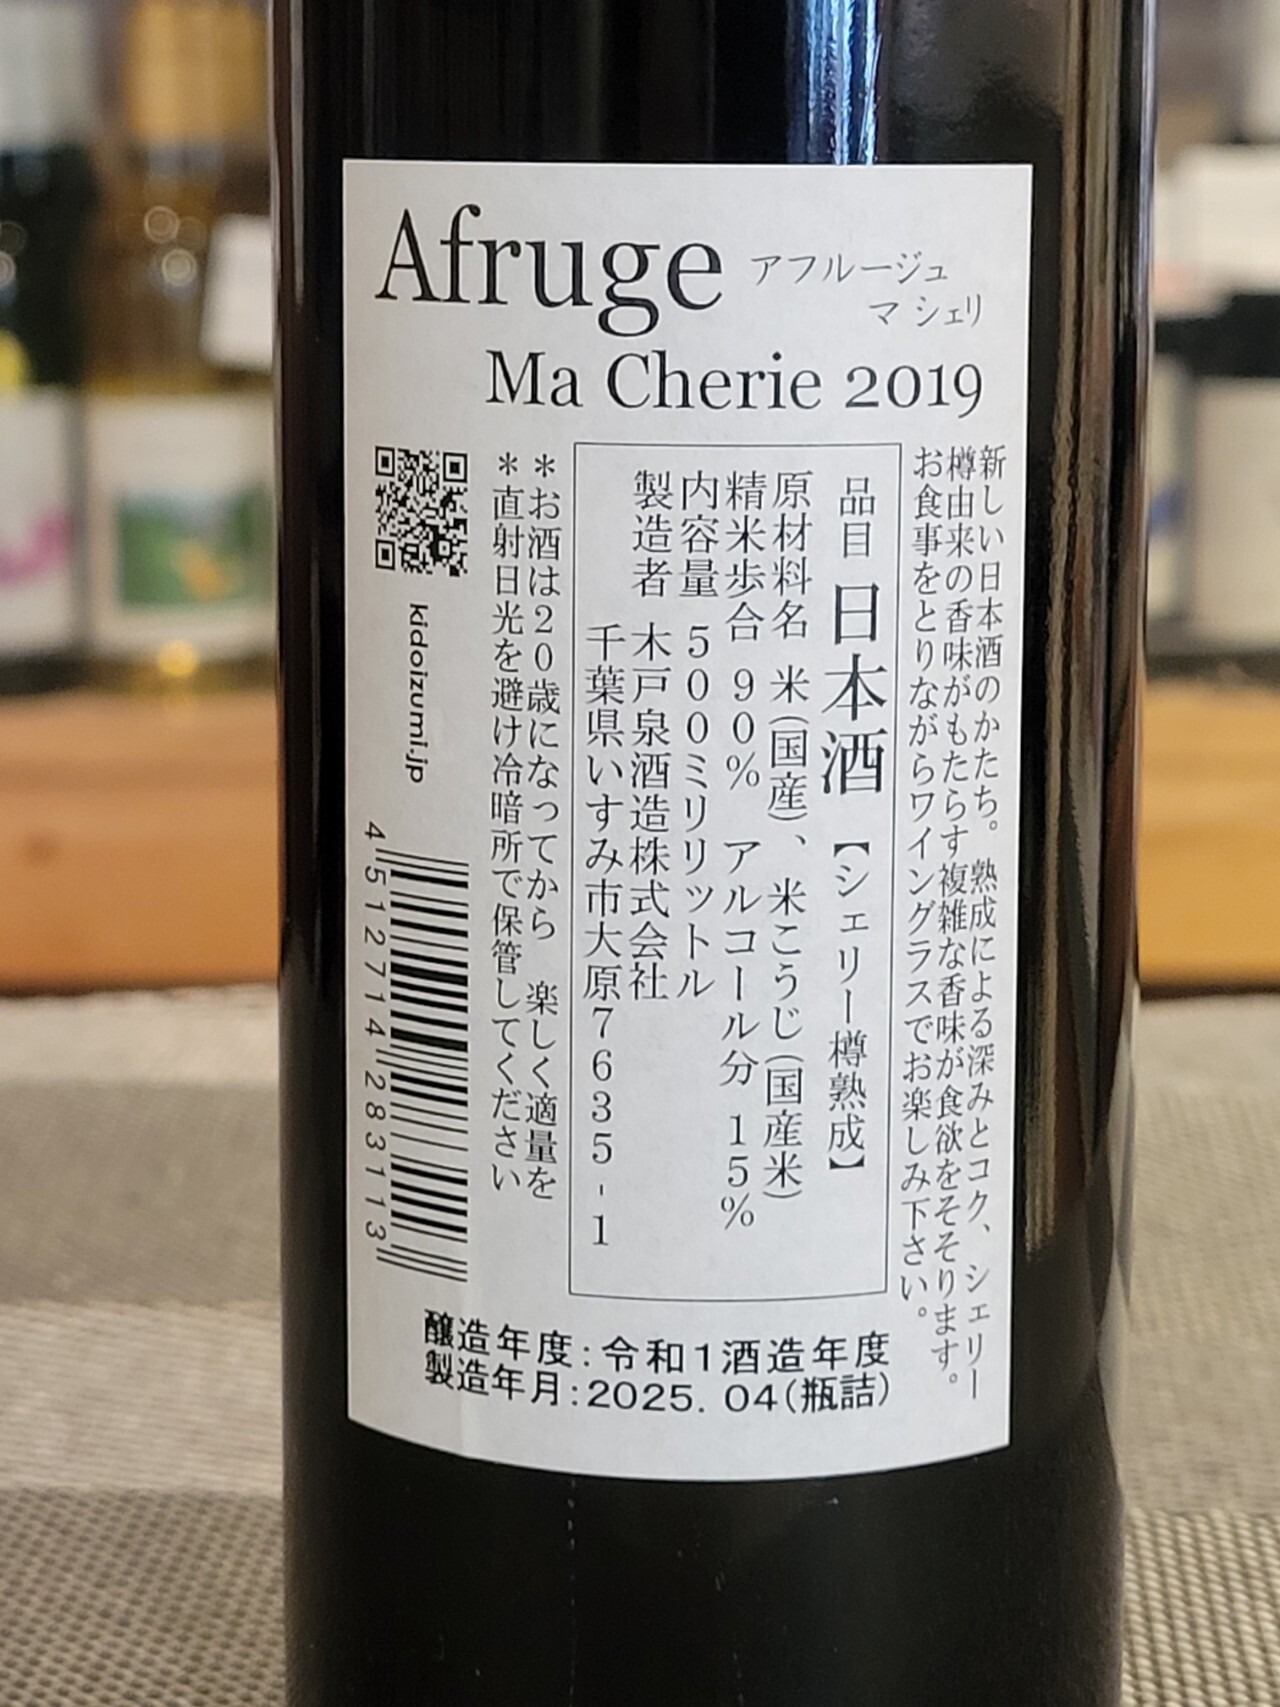 Afruge アフルージュ
マ シェリ
Ma Cherie 2019
新しい日本酒のかたち。熟成による深みとコク、シェリー
樽由来の香味がもたらす複雑な香味が食欲をそそります。
お食事をとりながらワイングラスでお楽しみ下さい。
品目 日本酒【シェリー樽熟成】
原材料名 米(国産)、米こうじ(国産米)
精米歩合 90% アルコール分 15%
内容量 500ミリリットル
製造者 木戸泉酒造株式会社
千葉県いすみ市大原7635-1
*お酒は20歳になってから 楽しく適量を
*直射日光を避け冷暗所で保管してください
kidoizumi.jp
4512714283113
醸造年度:令和1酒造年度
製造年月:2025.04(瓶詰)